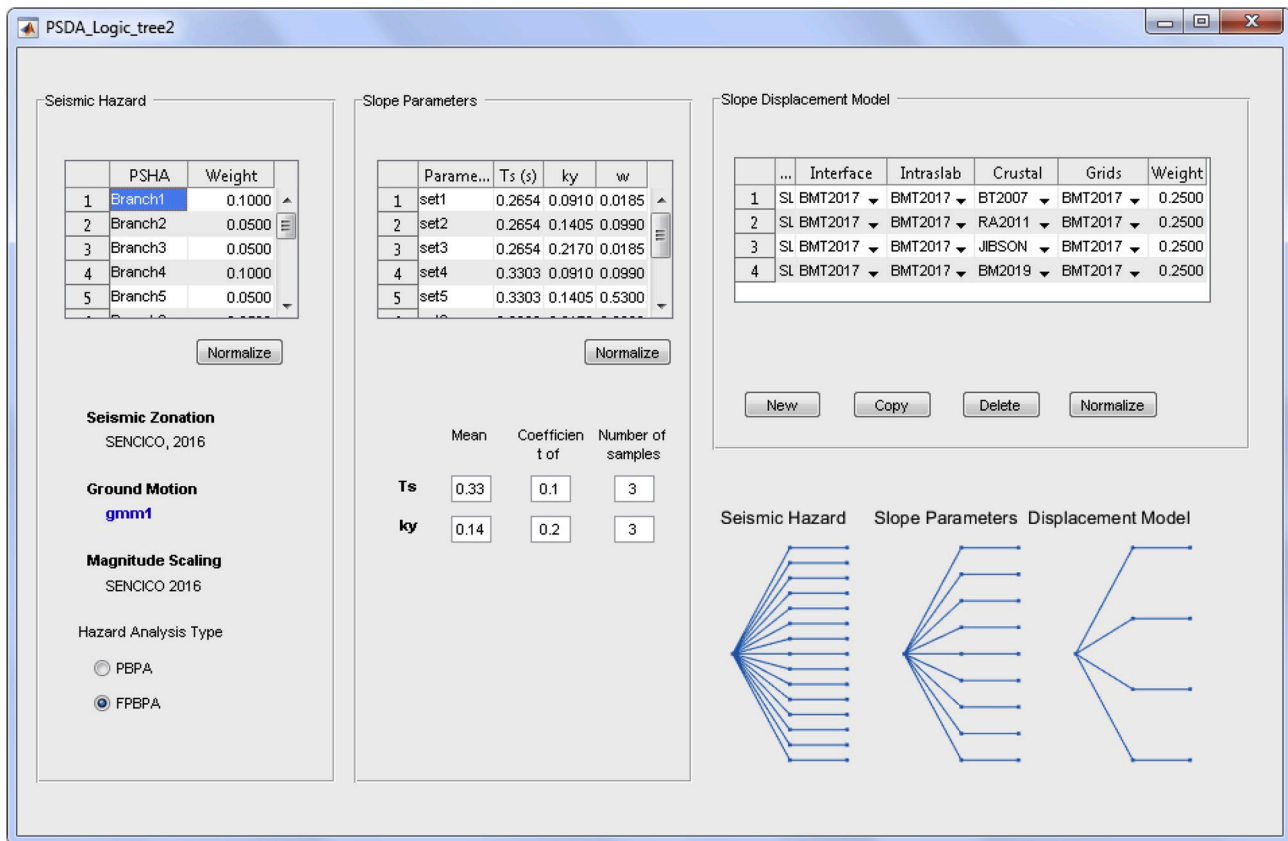 PSDA_Logic_tree2
Seismic Hazard
PSHA Weight
1 Branch1 0.1000
2 Branch2 0.0500
3 Branch3 0.0500
4 Branch4 0.1000
5 Branch5 0.0500
Normalize
Seismic Zonation
SENCICO, 2016
Ground Motion
gmm1
Magnitude Scaling
SENCICO 2016
Hazard Analysis Type
PBPA
FPBPA
Slope Parameters
Parame... Ts (s) ky w
1 set1 0.2654 0.0910 0.0185
2 set2 0.2654 0.1405 0.0990
3 set3 0.2654 0.2170 0.0185
4 set4 0.3303 0.0910 0.0990
5 set5 0.3303 0.1405 0.5300
Normalize
Mean Coefficien Number of
t of samples
Ts 0.33 0.1 3
ky 0.14 0.2 3
Slope Displacement Model
... Interface Intraslab Crustal Grids Weight
1 SL BMT2017 BMT2017 BT2007 BMT2017 0.2500
2 SL BMT2017 BMT2017 RA2011 BMT2017 0.2500
3 SL BMT2017 BMT2017 JIBSON BMT2017 0.2500
4 SL BMT2017 BMT2017 BM2019 BMT2017 0.2500
New Copy Delete Normalize
Seismic Hazard Slope Parameters Displacement Model